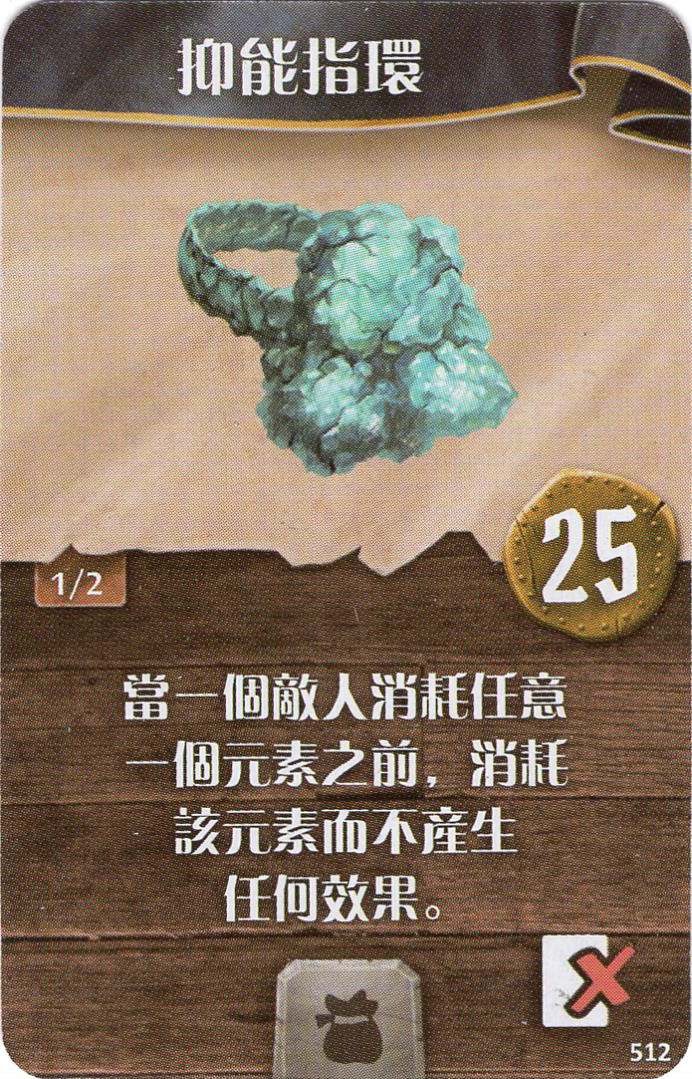 抑能指環
25
1/2
當一個敵人消耗任意
一個元素之前，消耗
該元素而不產生
任何效果。
512